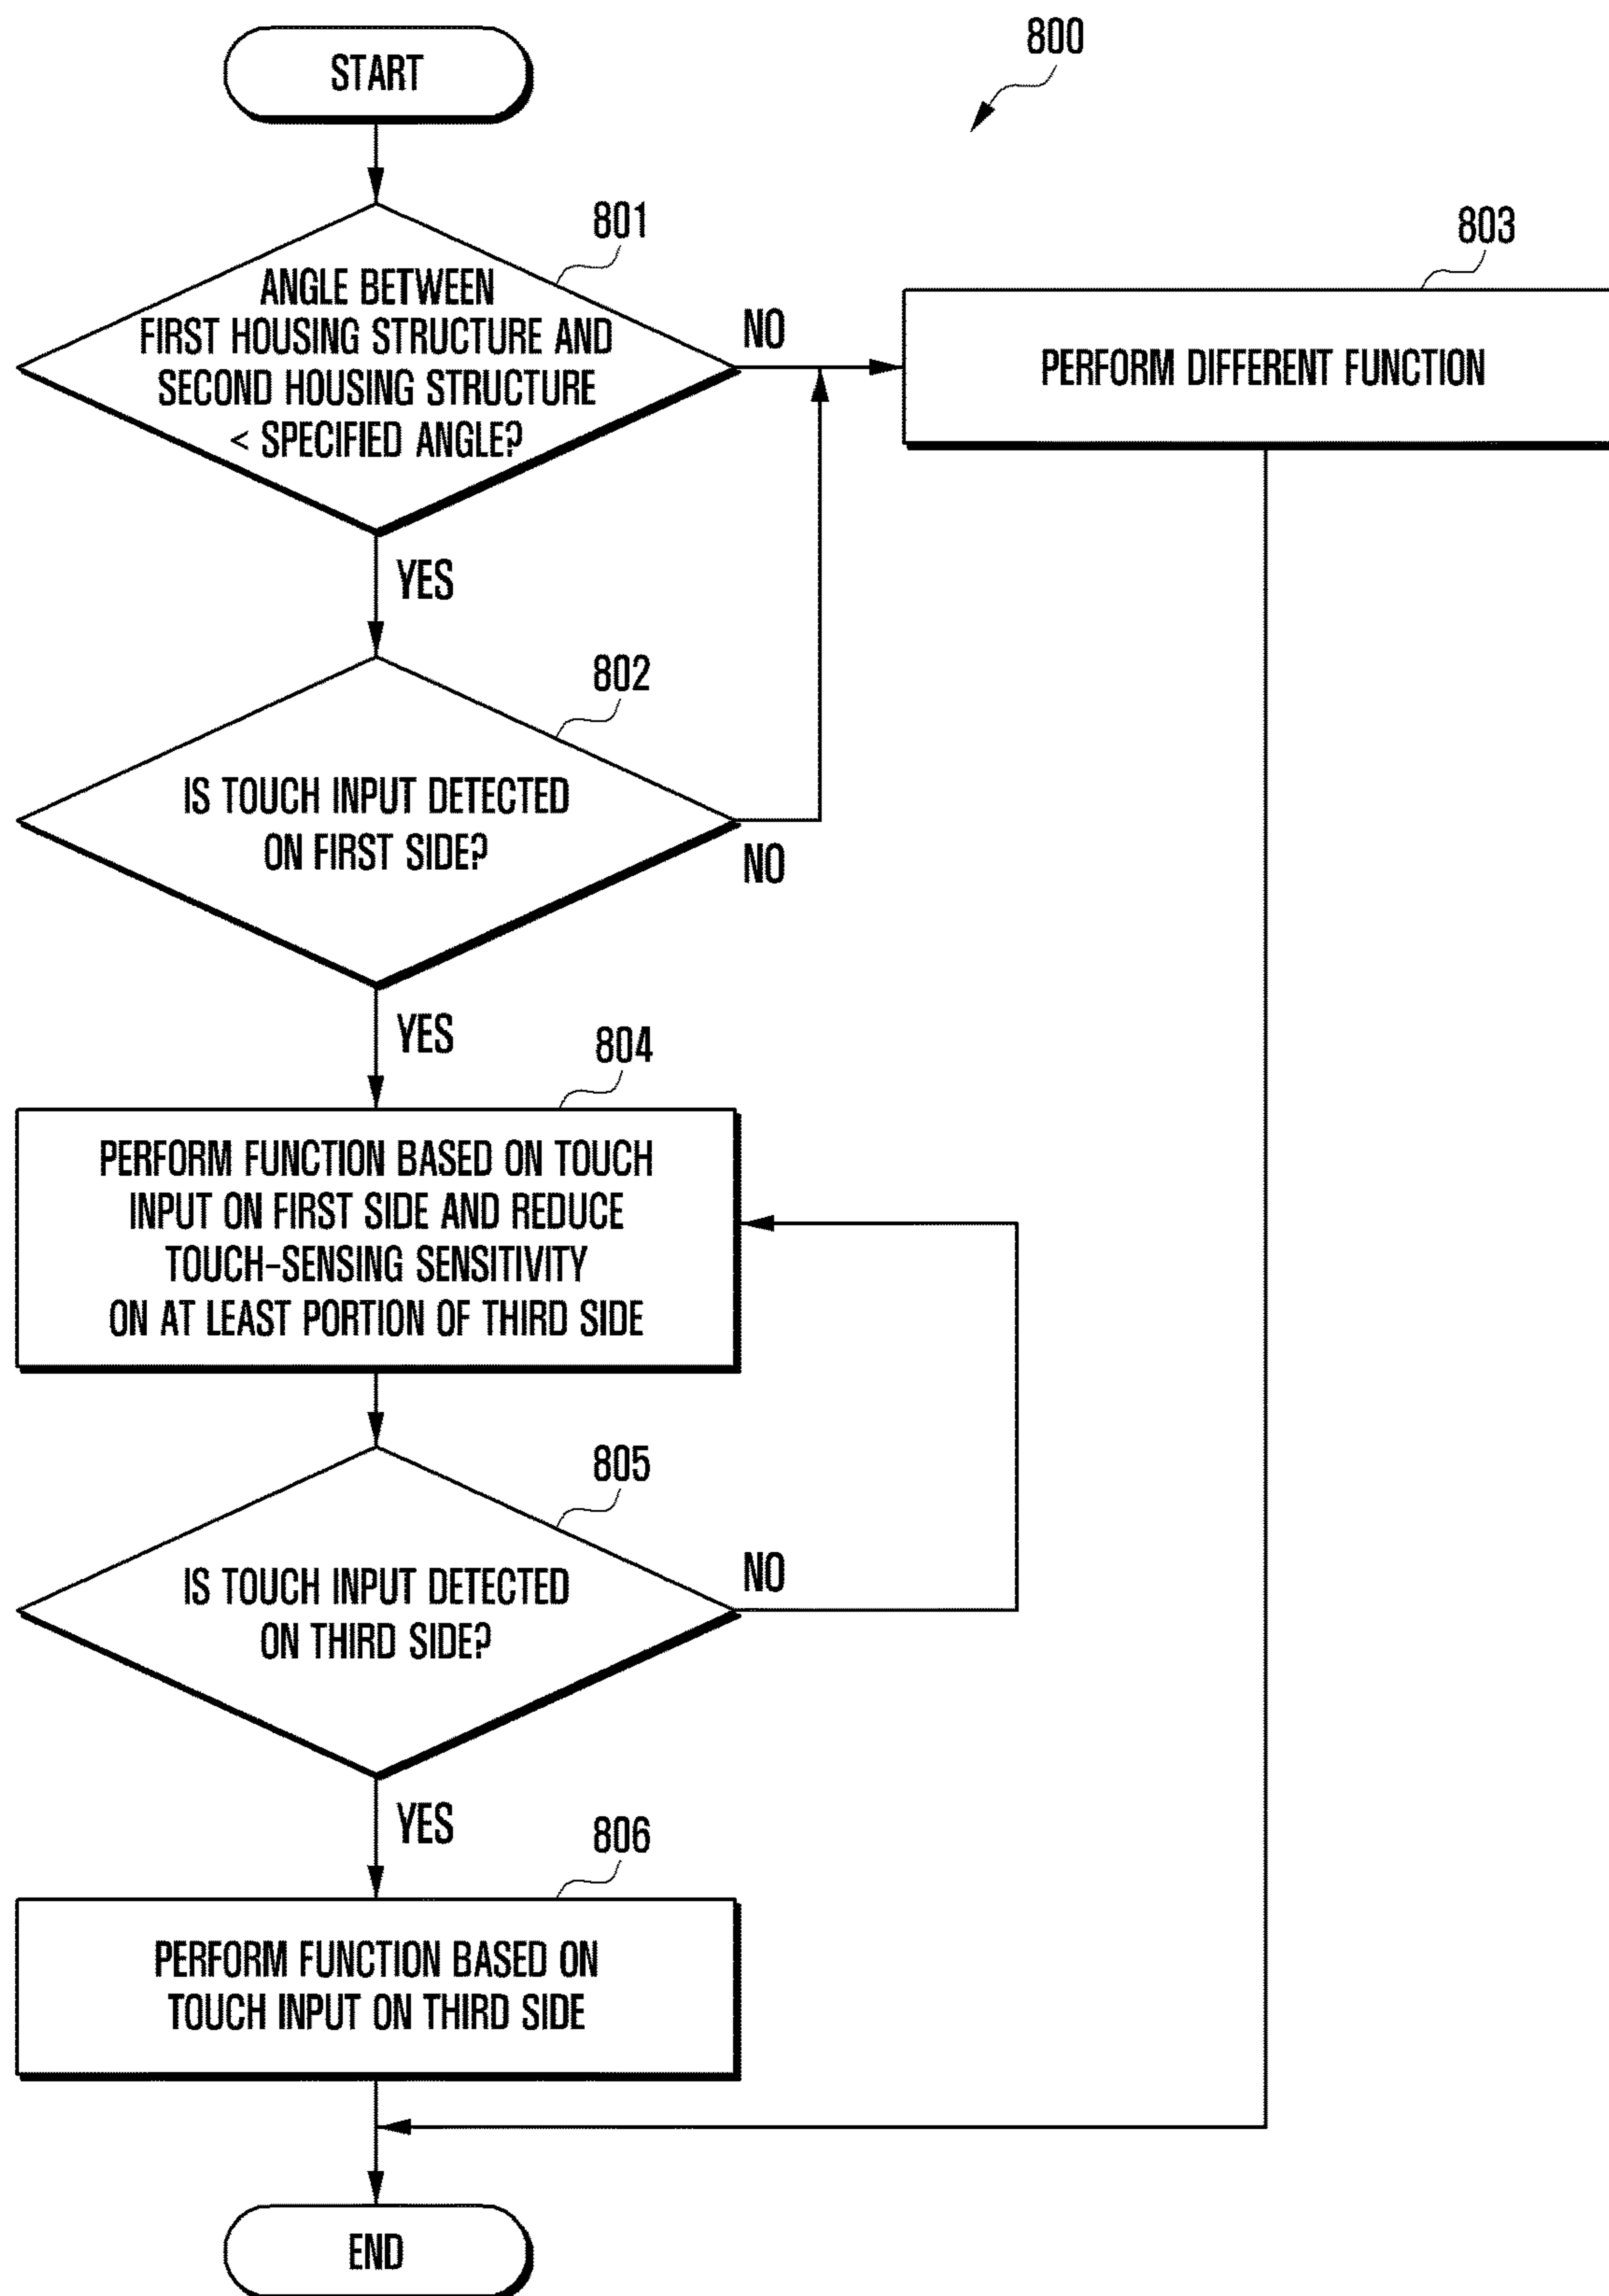 START
800
801
ANGLE BETWEEN
FIRST HOUSING STRUCTURE AND
SECOND HOUSING STRUCTURE
< SPECIFIED ANGLE?
NO
803
PERFORM DIFFERENT FUNCTION
YES
802
IS TOUCH INPUT DETECTED
ON FIRST SIDE?
NO
YES
804
PERFORM FUNCTION BASED ON TOUCH
INPUT ON FIRST SIDE AND REDUCE
TOUCH-SENSING SENSITIVITY
ON AT LEAST PORTION OF THIRD SIDE
805
IS TOUCH INPUT DETECTED
ON THIRD SIDE?
NO
YES
806
PERFORM FUNCTION BASED ON
TOUCH INPUT ON THIRD SIDE
END